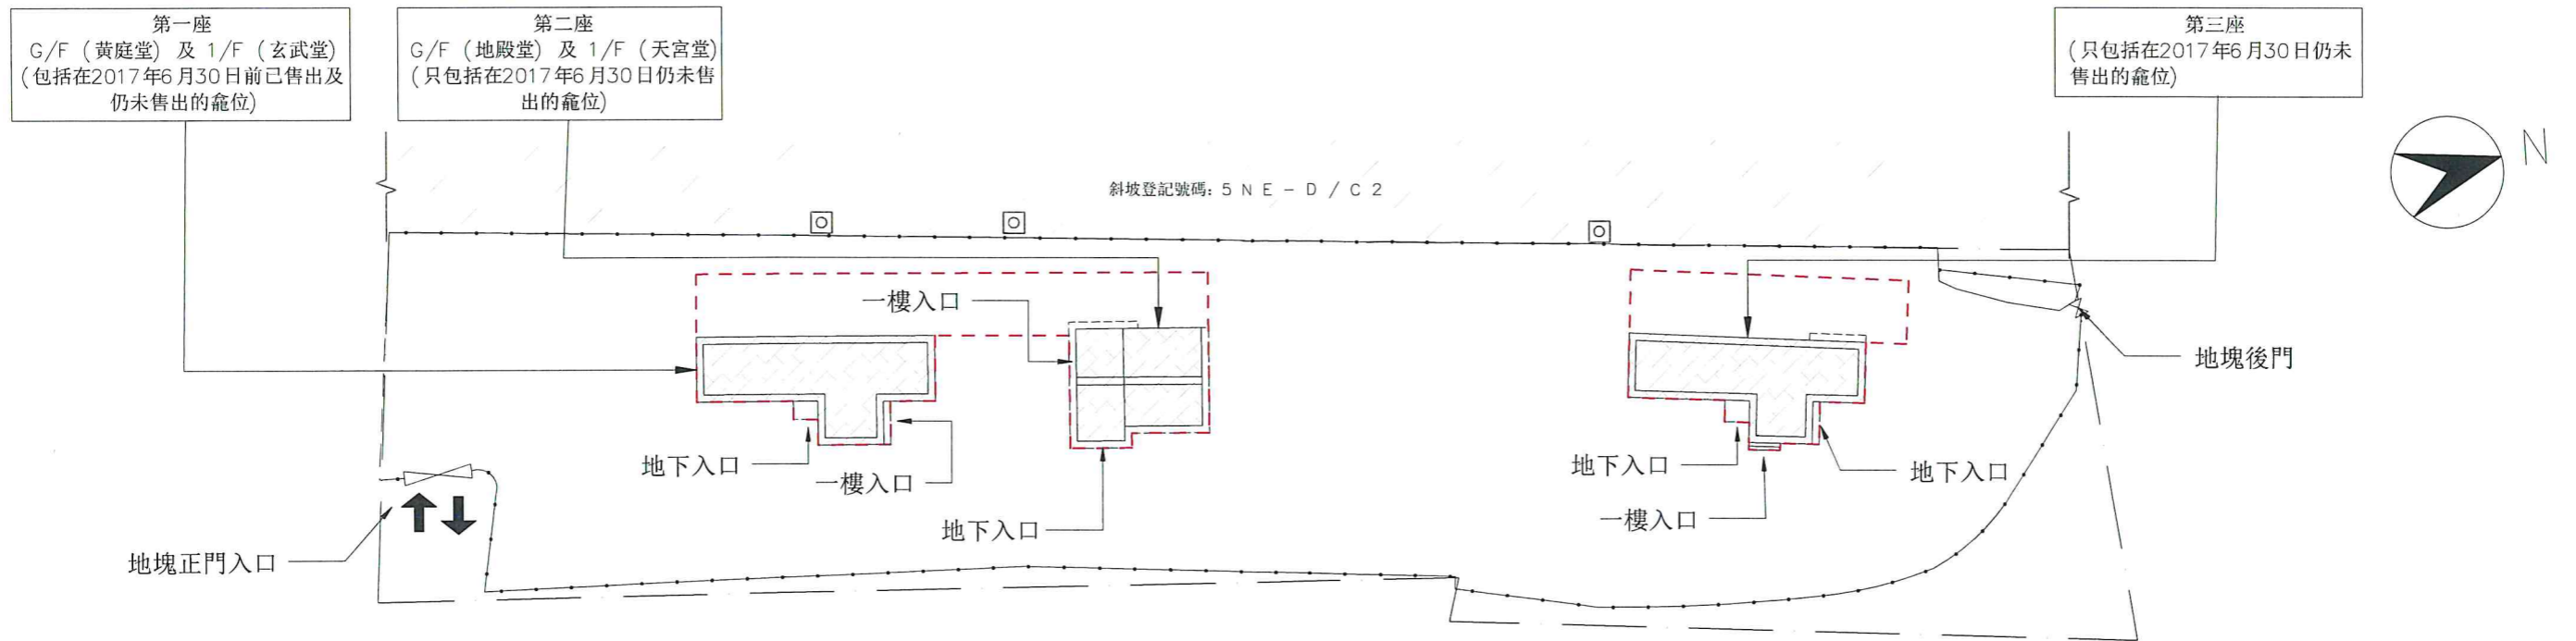 第一座
G/F (黃庭堂) 及 1/F (玄武堂)
(包括在2017年6月30日前已售出及
仍未售出的龕位)
第二座
G/F (地殿堂) 及 1/F (天宮堂)
(只包括在2017年6月30日仍未售
出的龕位)
第三座
(只包括在2017年6月30日仍未
售出的龕位)
N
斜坡登記號碼: 5 N E - D / C 2
一樓入口
地塊後門
地下入口
一樓入口
地下入口
地下入口
地下入口
一樓入口
地塊正門入口